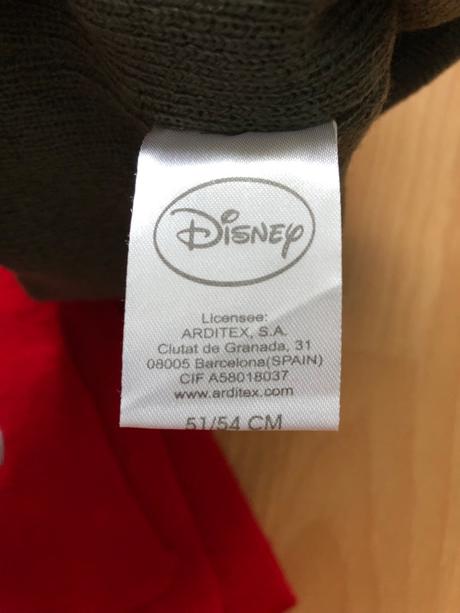 Disney
Licensee:
ARDITEX, S.A.
Ciutat de Granada, 31
08005 Barcelona(SPAIN)
CIF A58018037
www.arditex.com
51/54 CM